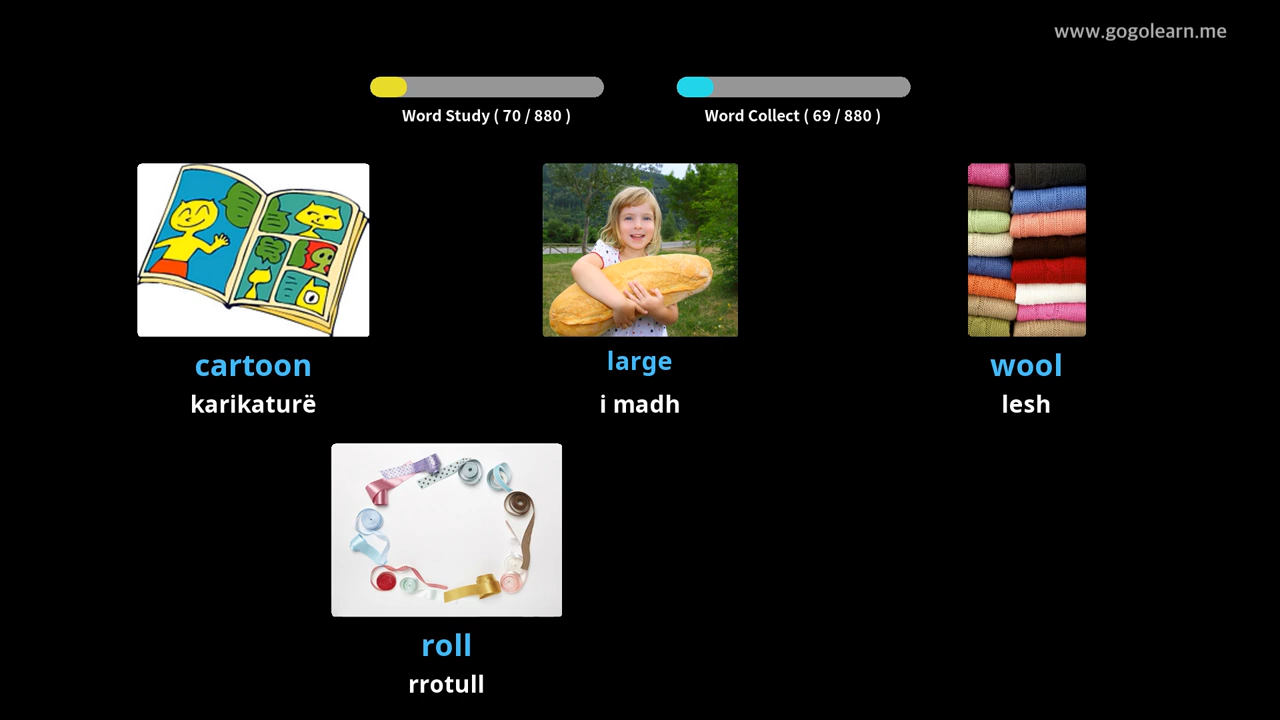 www.gogolearn.me
Word Study ( 70 / 880 )
Word Collect ( 69 / 880 )
cartoon
karikaturë
large
i madh
wool
lesh
roll
rrotull